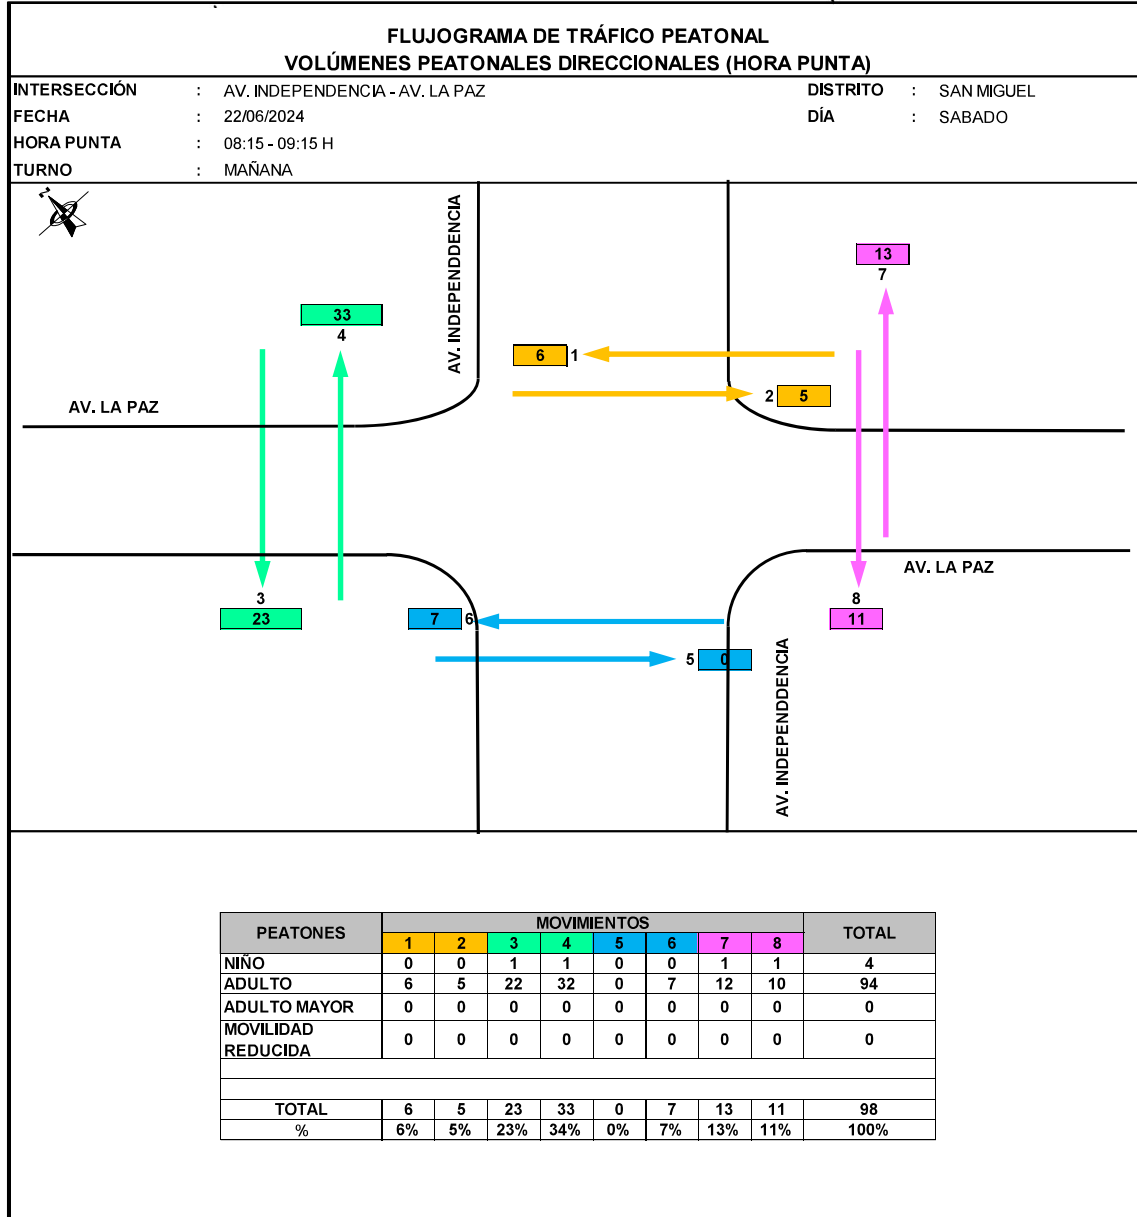 FLUJOGRAMA DE TRÁFICO PEATONAL
VOLÚMENES PEATONALES DIRECCIONALES (HORA PUNTA)
INTERSECCIÓN : AV. INDEPENDENCIA - AV. LA PAZ DISTRITO : SAN MIGUEL
FECHA : 22/06/2024 DÍA : SABADO
HORA PUNTA : 08:15 - 09:15 H
TURNO : MAÑANA
AV. INDEPENDDENCIA
13
7
33
4
6 1
2 5
AV. LA PAZ
AV. LA PAZ
3
23
8
11
7 6
5 0
AV. INDEPENDDENCIA
PEATONES MOVIMIENTOS TOTAL
1 2 3 4 5 6 7 8
NIÑO 0 0 1 1 0 0 1 1 4
ADULTO 6 5 22 32 0 7 12 10 94
ADULTO MAYOR 0 0 0 0 0 0 0 0 0
MOVILIDAD
REDUCIDA 0 0 0 0 0 0 0 0 0
TOTAL 6 5 23 33 0 7 13 11 98
% 6% 5% 23% 34% 0% 7% 13% 11% 100%